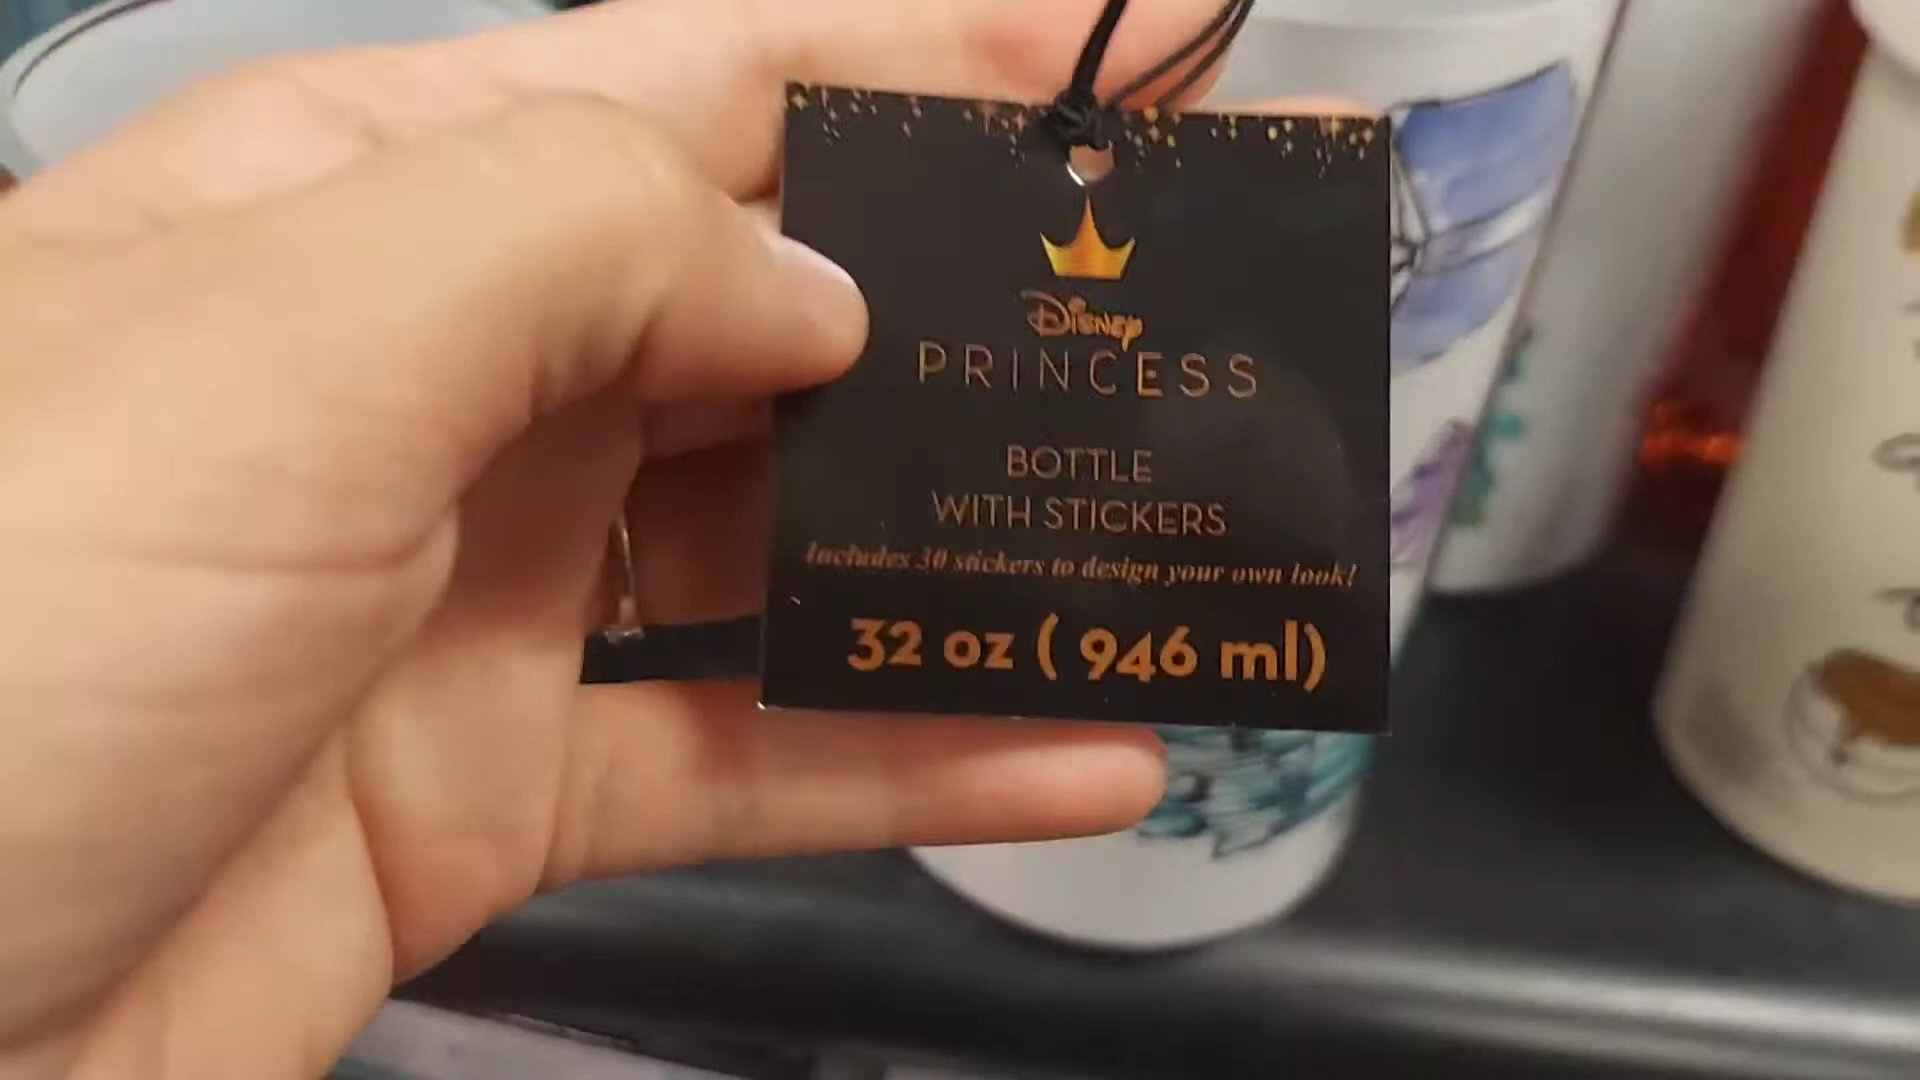 Disney
PRINCESS
BOTTLE
WITH STICKERS
Includes 30 stickers to design your own look!
32 oz ( 946 ml)